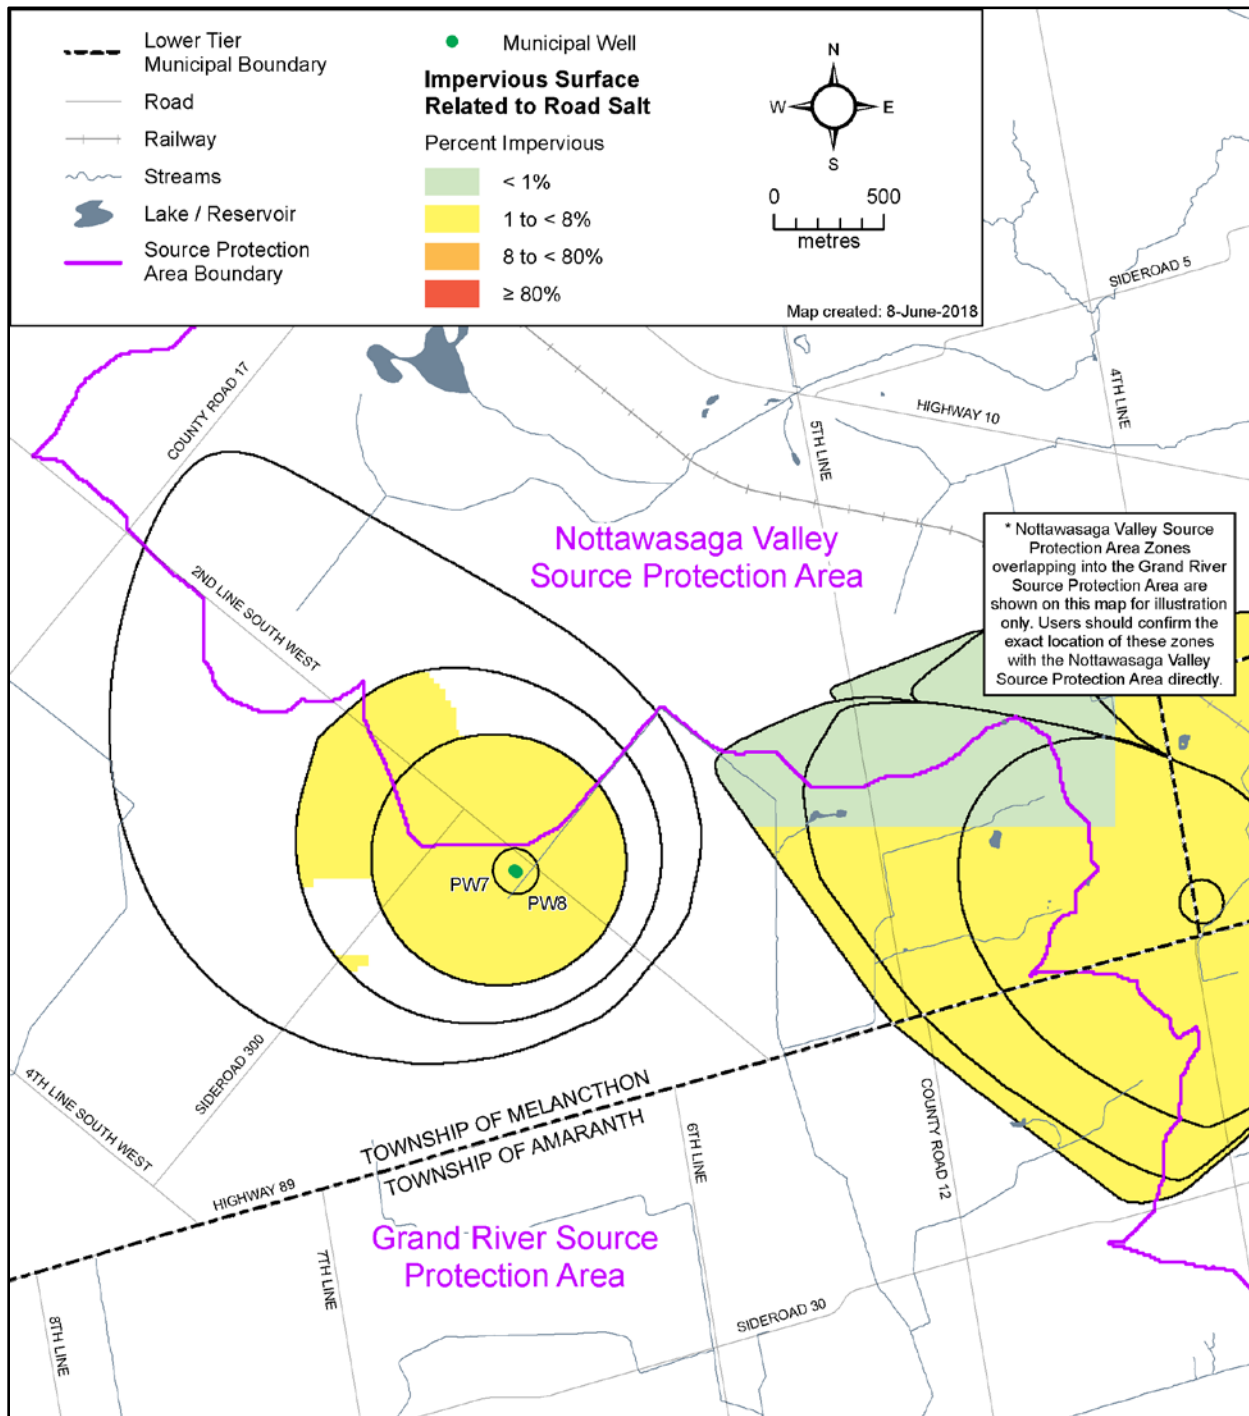 Lower Tier
Municipal Boundary
Road
Railway
Streams
Lake / Reservoir
Source Protection
Area Boundary
Municipal Well
Impervious Surface
Related to Road Salt
Percent Impervious
< 1%
1 to < 8%
8 to < 80%
≥ 80%
N
W
E
S
0
500
metres
Map created: 8-June-2018
SIDEROAD 5
COUNTY ROAD 17
4TH LINE
HIGHWAY 10
5TH LINE
Nottawasaga Valley
Source Protection Area
* Nottawasaga Valley Source
Protection Area Zones
overlapping into the Grand River
Source Protection Area are
shown on this map for illustration
only. Users should confirm the
exact location of these zones
with the Nottawasaga Valley
Source Protection Area directly.
2ND LINE SOUTH WEST
PW7
PW8
SIDEROAD 300
4TH LINE SOUTH WEST
TOWNSHIP OF MELANCTHON
TOWNSHIP OF AMARANTH
HIGHWAY 89
6TH LINE
COUNTY ROAD 12
Grand River Source
Protection Area
7TH LINE
8TH LINE
SIDEROAD 30